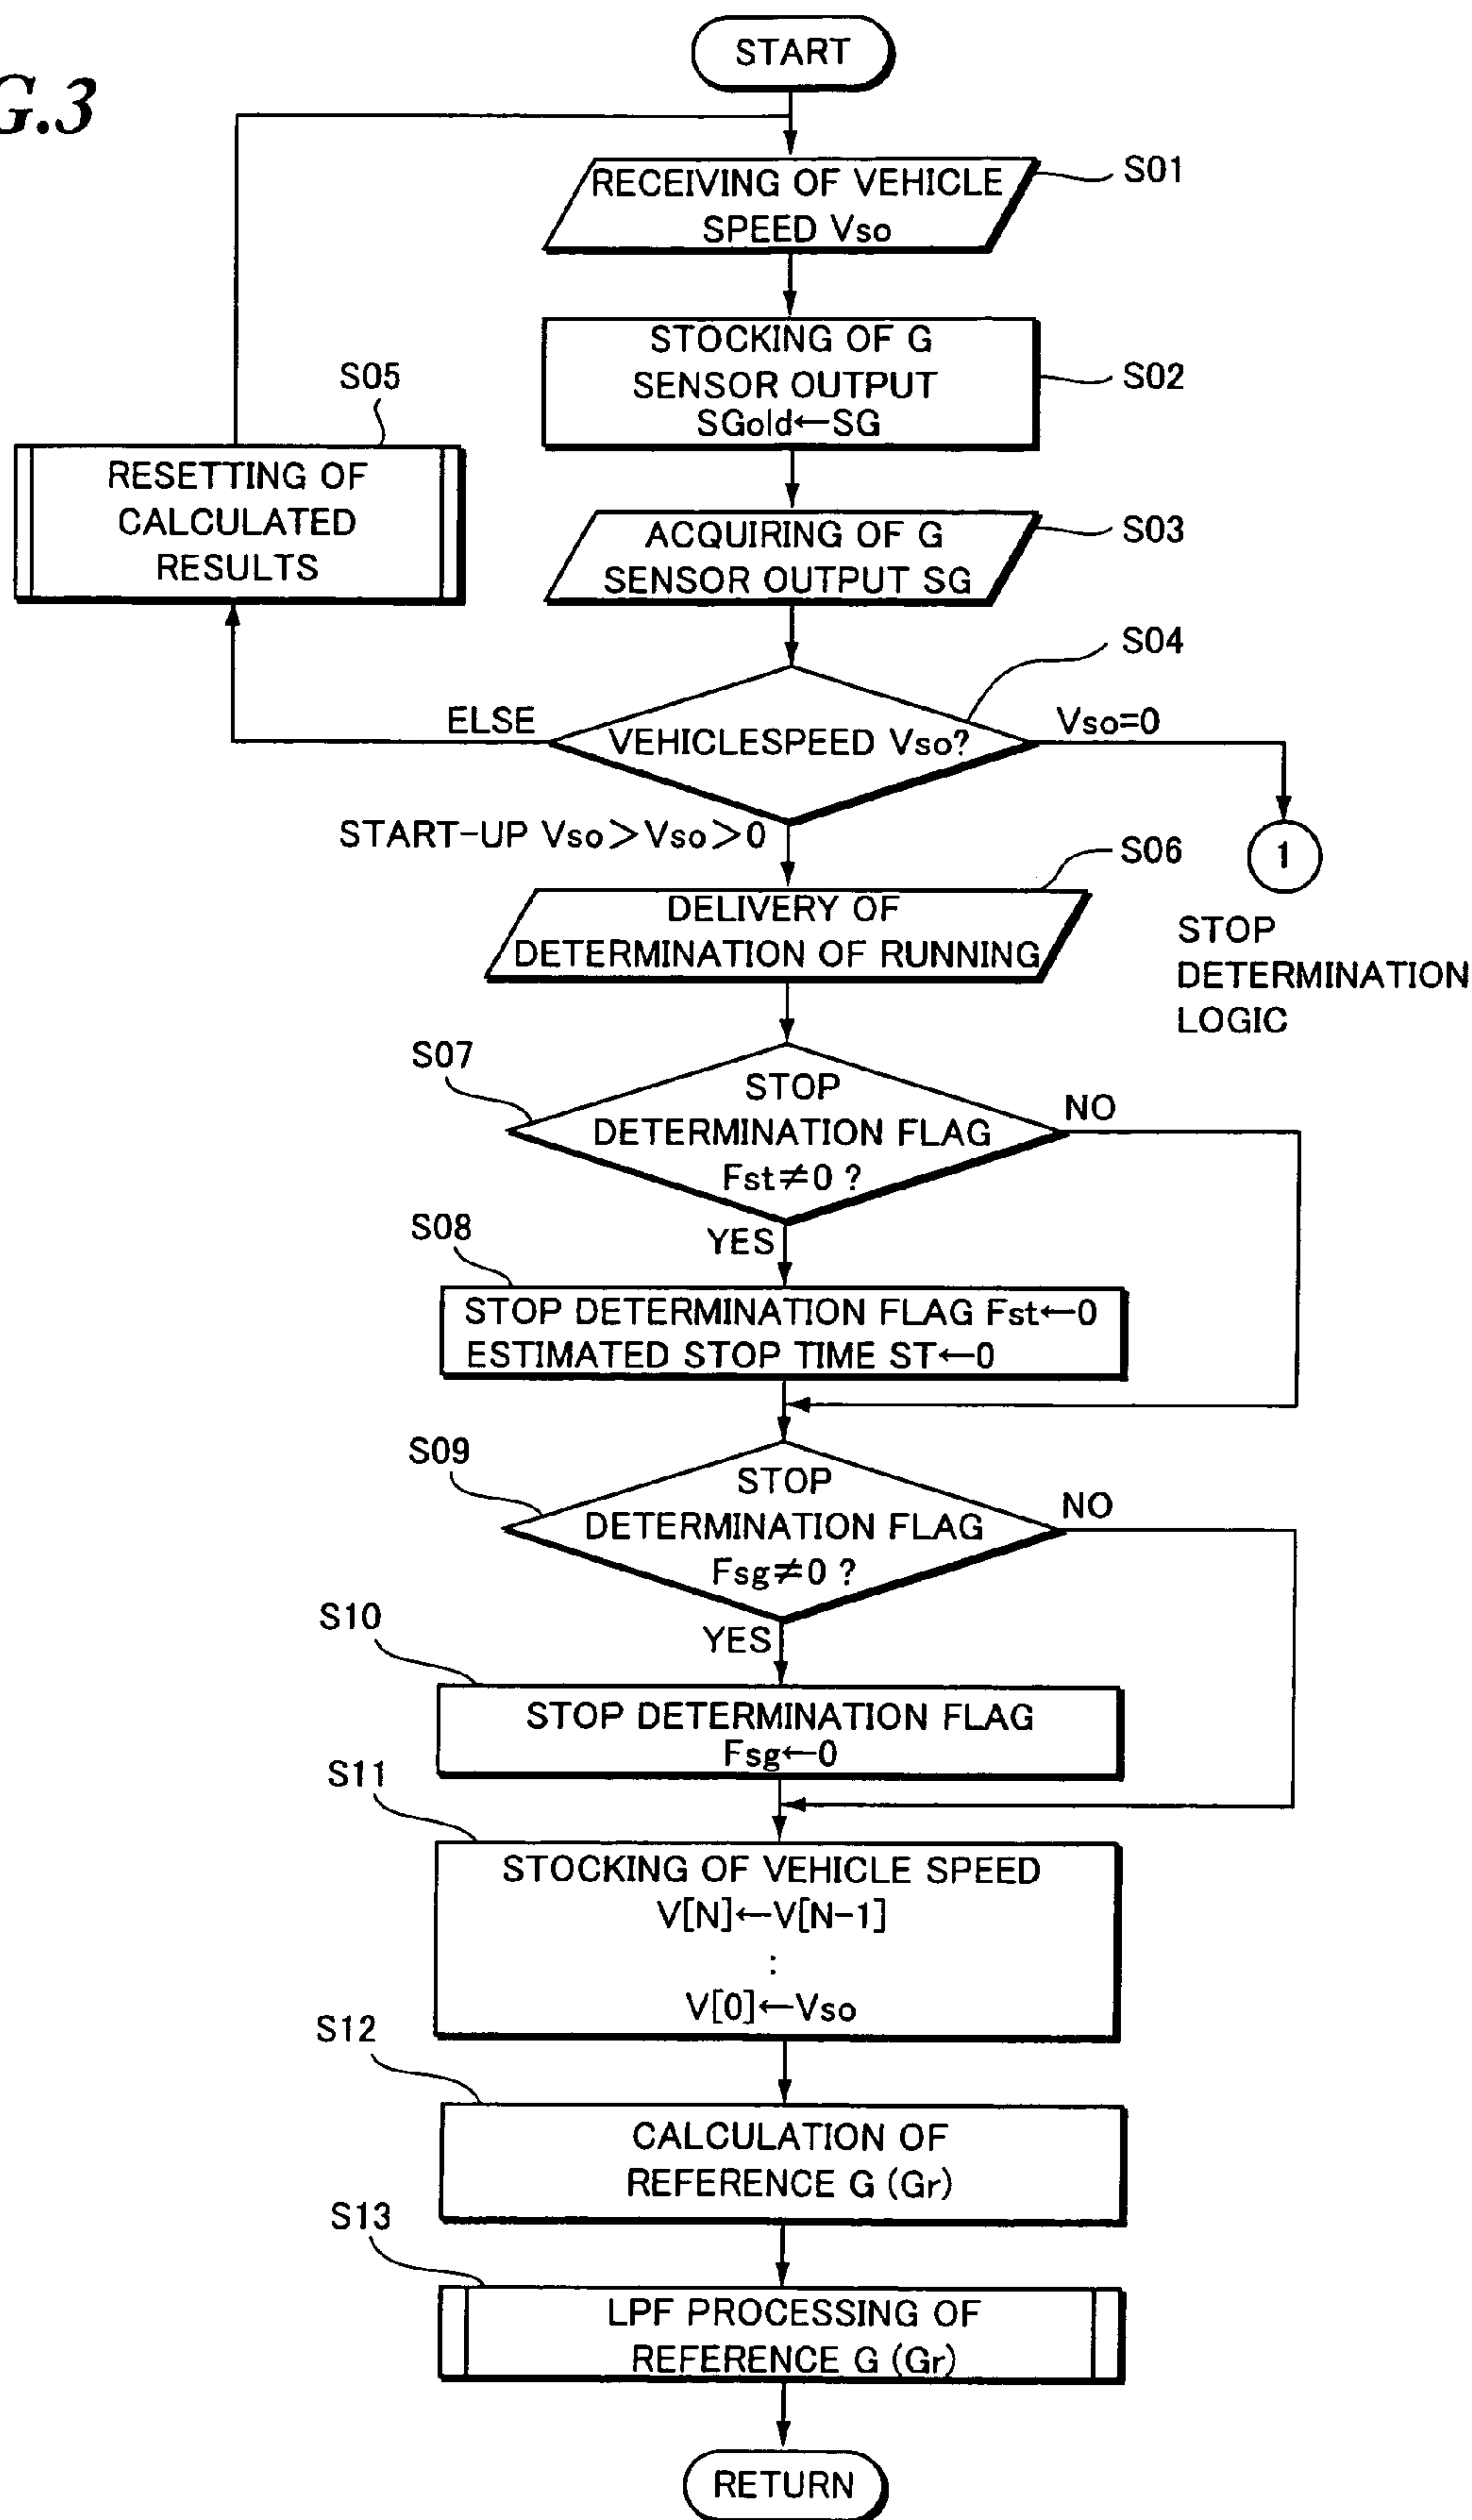 G.3
START
RECEIVING OF VEHICLE
SPEED Vso
S01
STOCKING OF G
SENSOR OUTPUT
SGold←SG
S02
S05
RESETTING OF
CALCULATED
RESULTS
ACQUIRING OF G
SENSOR OUTPUT SG
S03
S04
ELSE
VEHICLESPEED Vso?
Vso=0
START-UP Vso>Vso>0
1
STOP
DETERMINATION
LOGIC
S06
DELIVERY OF
DETERMINATION OF RUNNING
S07
STOP
DETERMINATION FLAG
Fst≠0 ?
NO
YES
S08
STOP DETERMINATION FLAG Fst←0
ESTIMATED STOP TIME ST←0
S09
STOP
DETERMINATION FLAG
Fsg≠0 ?
NO
YES
S10
STOP DETERMINATION FLAG
Fsg←0
S11
STOCKING OF VEHICLE SPEED
V[N]←V[N-1]
:
V[0]←Vso
S12
CALCULATION OF
REFERENCE G (Gr)
S13
LPF PROCESSING OF
REFERENCE G (Gr)
RETURN